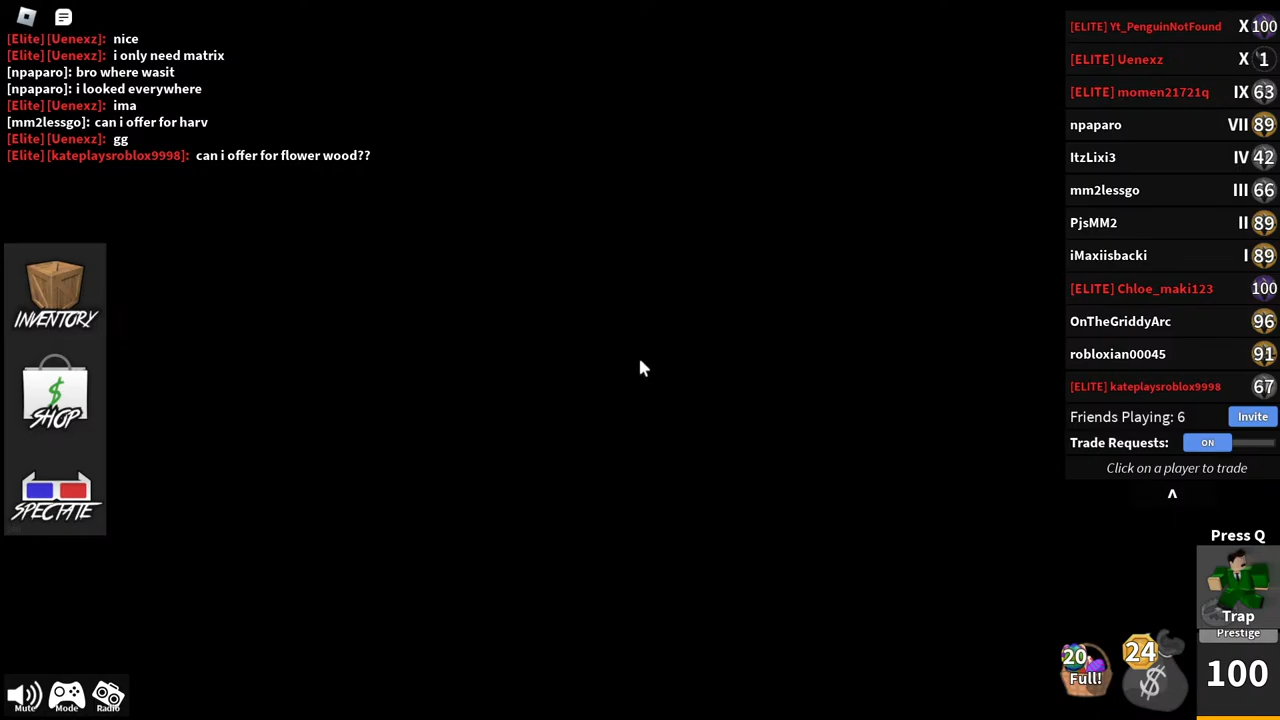 [Elite] [Uenexz]: nice
[Elite] [Uenexz]: i only need matrix
[npaparo]: bro where wasit
[npaparo]: i looked everywhere
[Elite] [Uenexz]: ima
[mm2lessgo]: can i offer for harv
[Elite] [Uenexz]: gg
[Elite] [kateplaysroblox9998]: can i offer for flower wood??
INVENTORY
$
SHOP
SPECTATE
Mute
Mode
Radio
[ELITE] Yt_PenguinNotFound X 100
[ELITE] Uenexz X 1
[ELITE] momen21721q IX 63
npaparo VII 89
ItzLixi3 IV 42
mm2lessgo III 66
PjsMM2 II 89
iMaxiisbacki I 89
[ELITE] Chloe_maki123 100
OnTheGriddyArc 96
robloxian00045 91
[ELITE] kateplaysroblox9998 67
Friends Playing: 6 Invite
Trade Requests: ON
Click on a player to trade
^
Press Q
Trap
Prestige
100
20
Full!
24
$